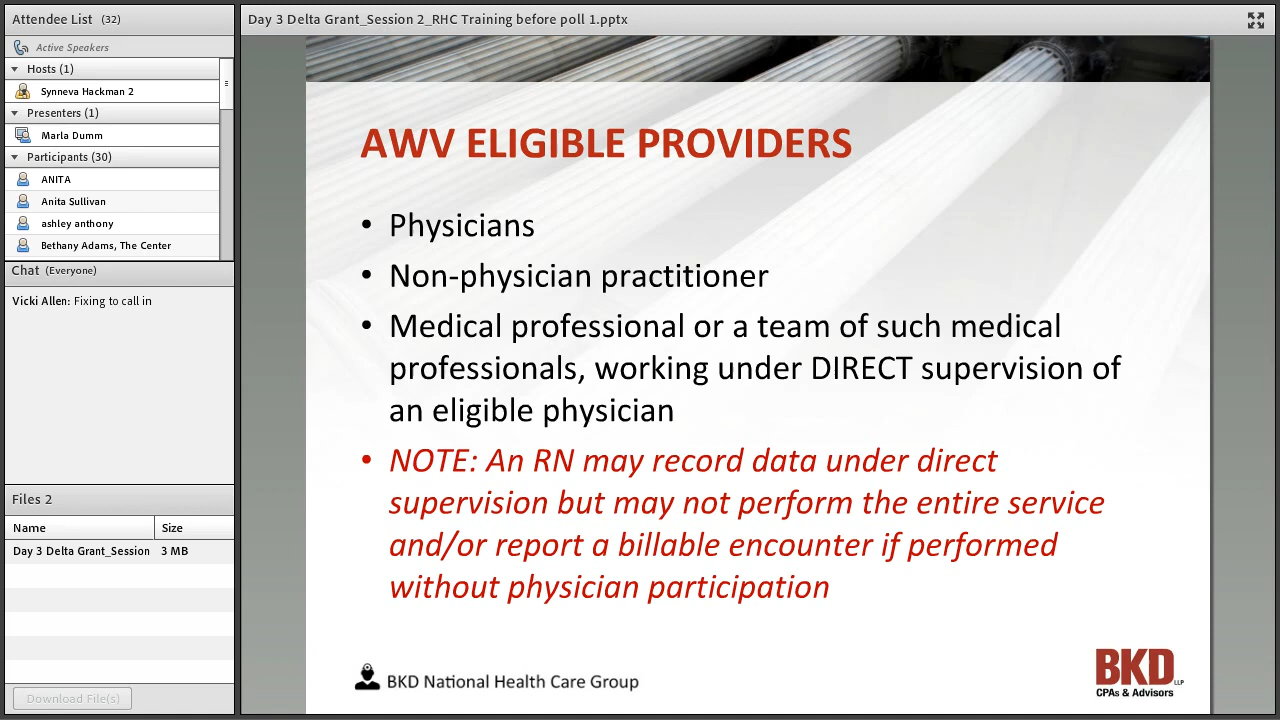 Attendee List (32)
Active Speakers
Hosts (1)
Synneva Hackman 2
Presenters (1)
Marla Dumm
Participants (30)
ANITA
Anita Sullivan
ashley anthony
Bethany Adams, The Center
Chat (Everyone)
Vicki Allen: Fixing to call in
Files 2
Name Size
Day 3 Delta Grant_Session 3 MB
Download File(s)
Day 3 Delta Grant_Session 2_RHC Training before poll 1.pptx
AWV ELIGIBLE PROVIDERS
• Physicians
• Non-physician practitioner
• Medical professional or a team of such medical
professionals, working under DIRECT supervision of
an eligible physician
• NOTE: An RN may record data under direct
supervision but may not perform the entire service
and/or report a billable encounter if performed
without physician participation
BKD National Health Care Group
BKD LLP
CPAs & Advisors